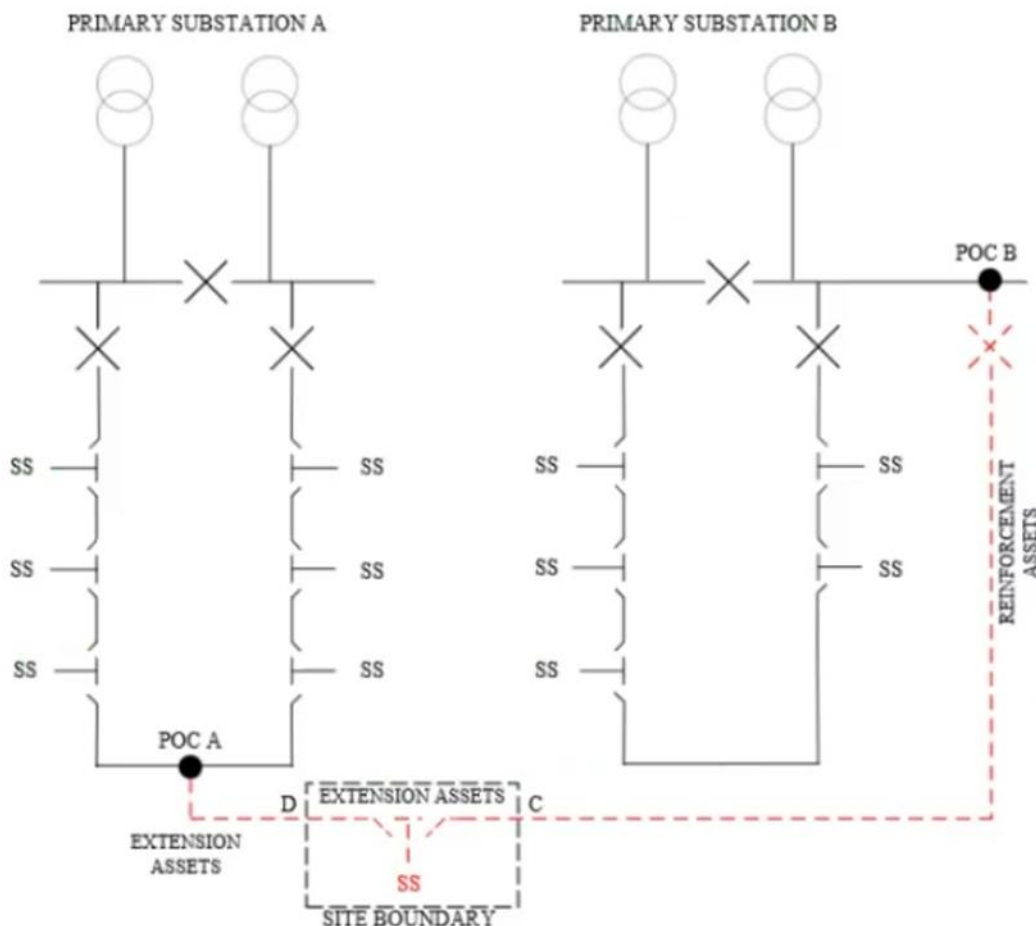 PRIMARY SUBSTATION A
PRIMARY SUBSTATION B
POC B
SS
SS
SS
SS
SS
SS
SS
SS
REINFORCEMENT
ASSETS
SS
SS
SS
POC A
D
EXTENSION ASSETS
C
EXTENSION
ASSETS
SS
SITE BOUNDARY